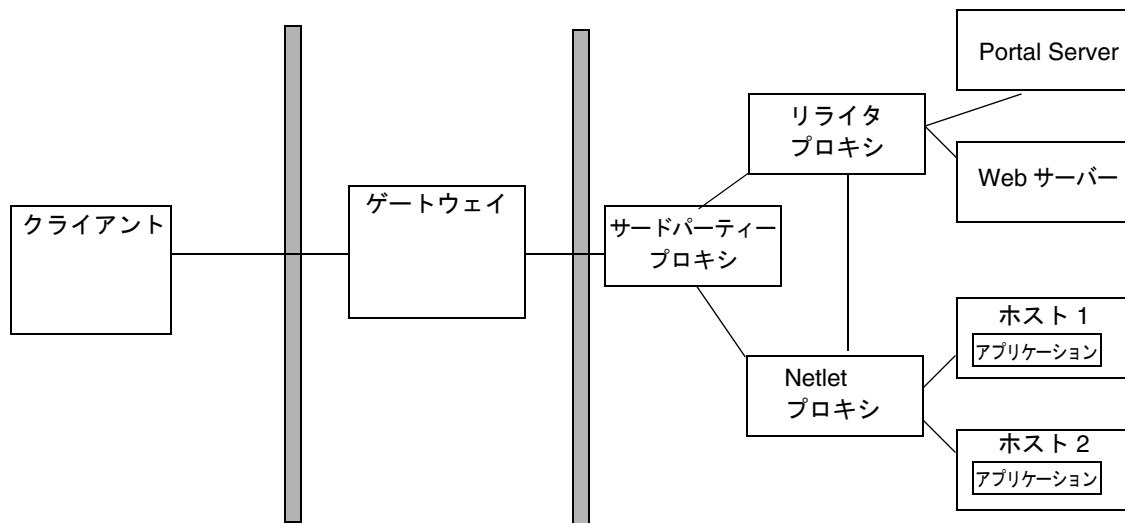 クライアント
ゲートウェイ
サードパーティー
プロキシ
リライタ
プロキシ
Portal Server
Web サーバー
Netlet
プロキシ
ホスト 1
アプリケーション
ホスト 2
アプリケーション